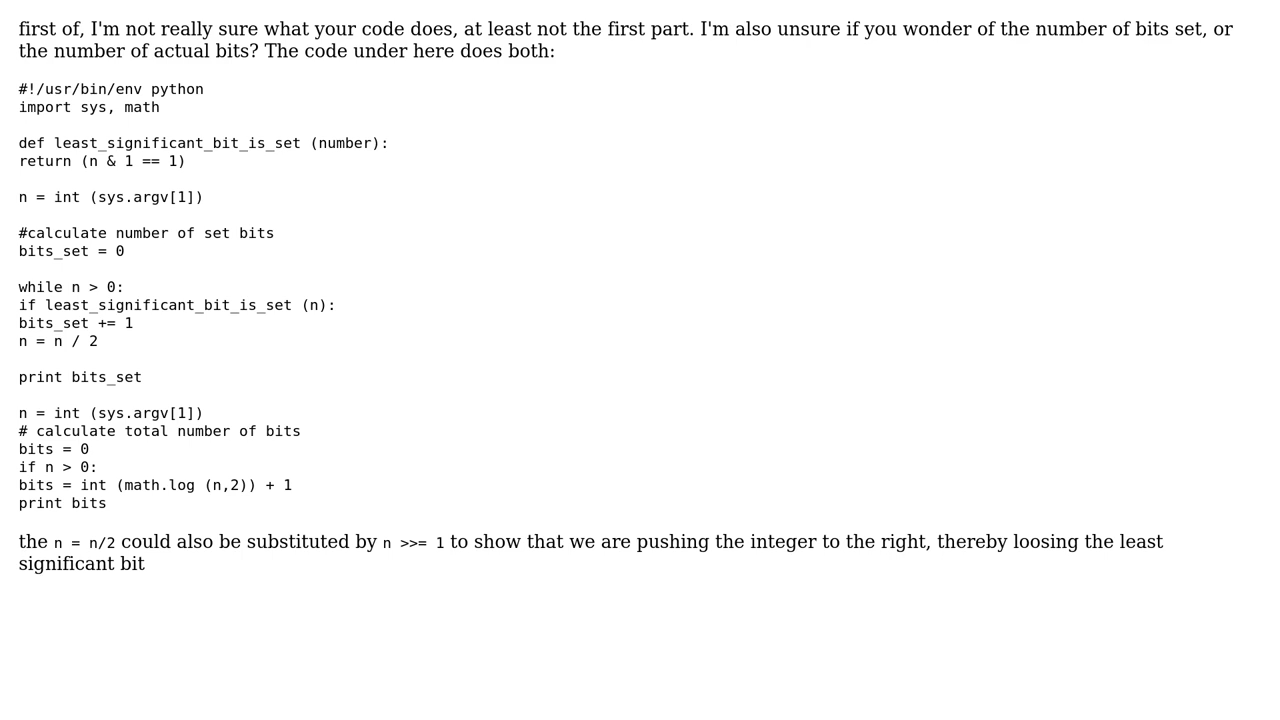 first of, I'm not really sure what your code does, at least not the first part. I'm also unsure if you wonder of the number of bits set, or
the number of actual bits? The code under here does both:
#!/usr/bin/env python
import sys, math
def least_significant_bit_is_set (number):
return (n & 1 == 1)
n = int (sys.argv[1])
#calculate number of set bits
bits_set = 0
while n > 0:
if least_significant_bit_is_set (n):
bits_set += 1
n = n / 2
print bits_set
n = int (sys.argv[1])
# calculate total number of bits
bits = 0
if n > 0:
bits = int (math.log (n,2)) + 1
print bits
the n = n/2 could also be substituted by n >>= 1 to show that we are pushing the integer to the right, thereby loosing the least
significant bit